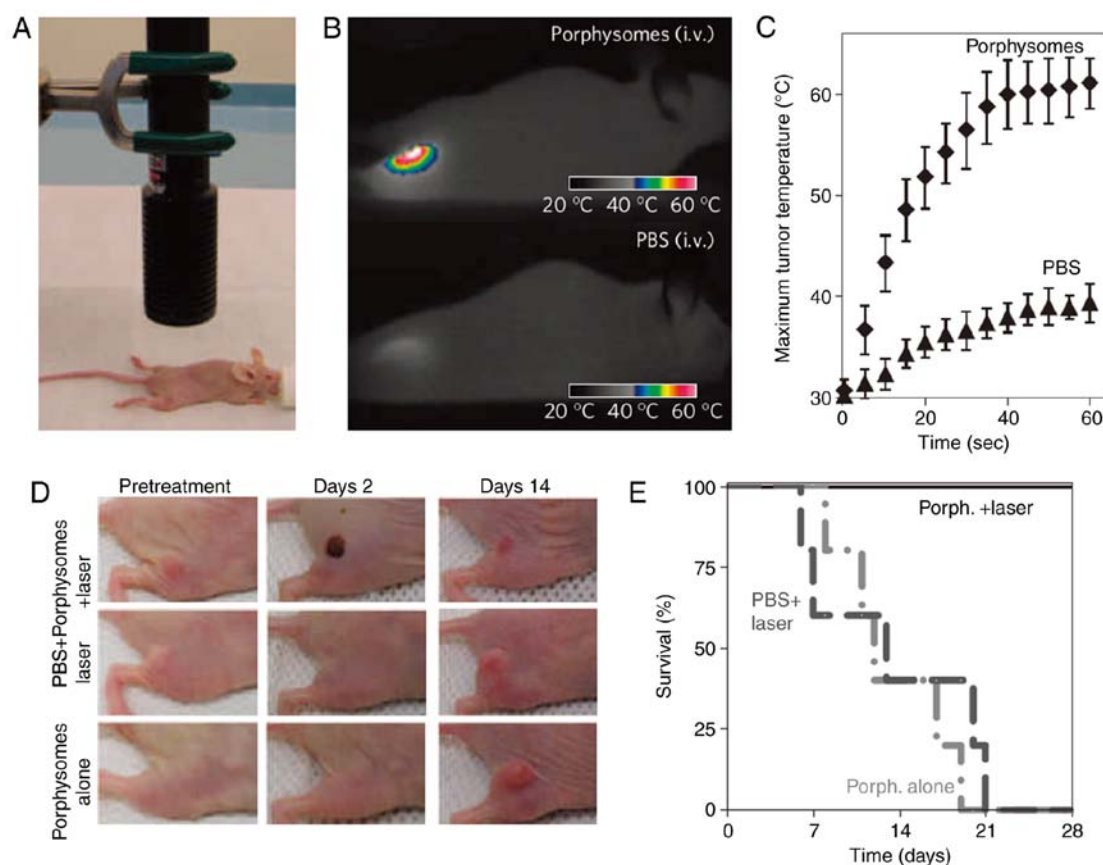 A
B
Porphysomes (i.v.)
20 °C 40 °C 60 °C
PBS (i.v.)
20 °C 40 °C 60 °C
C
Maximum tumor temperature (°C)
60
50
40
30
Porphysomes
PBS
0 20 40 60
Time (sec)
D
Pretreatment Days 2 Days 14
PBS+Porphysomes
laser +laser
Porphysomes
alone
E
Survival (%)
100
75
50
25
0
Porph. +laser
PBS+
laser
Porph. alone
0 7 14 21 28
Time (days)